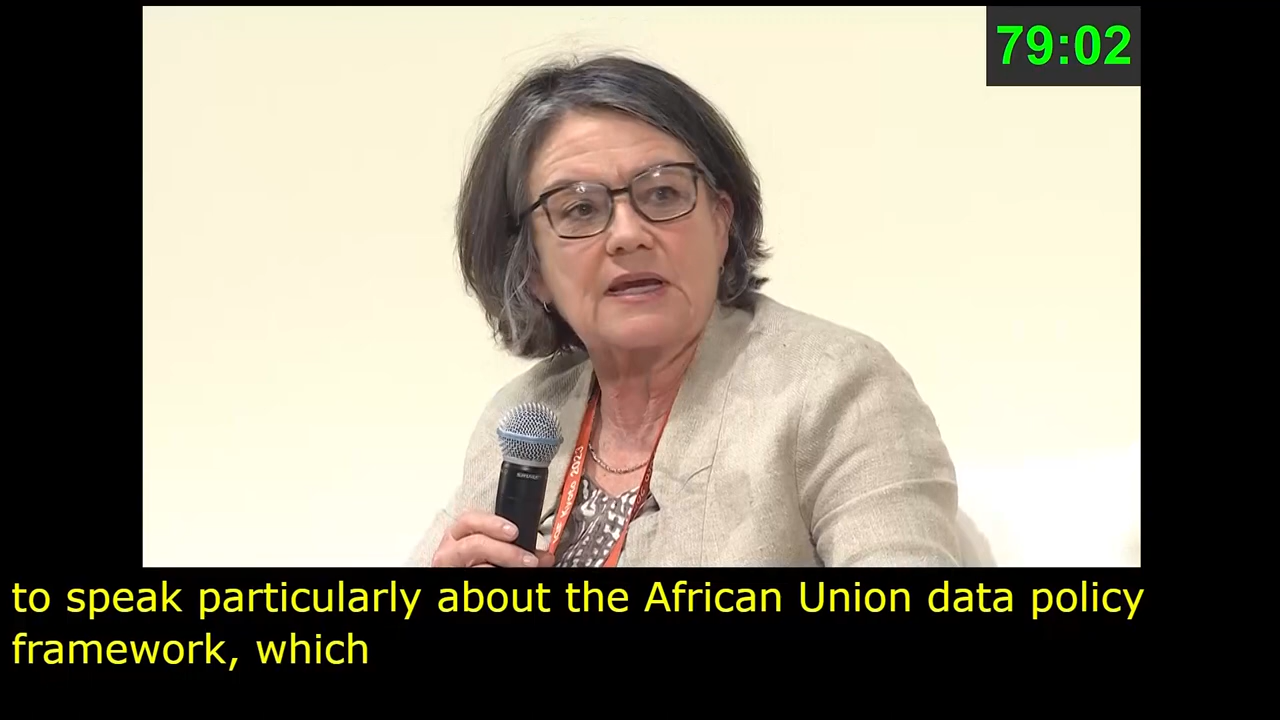 79:02
to speak particularly about the African Union data policy
framework, which